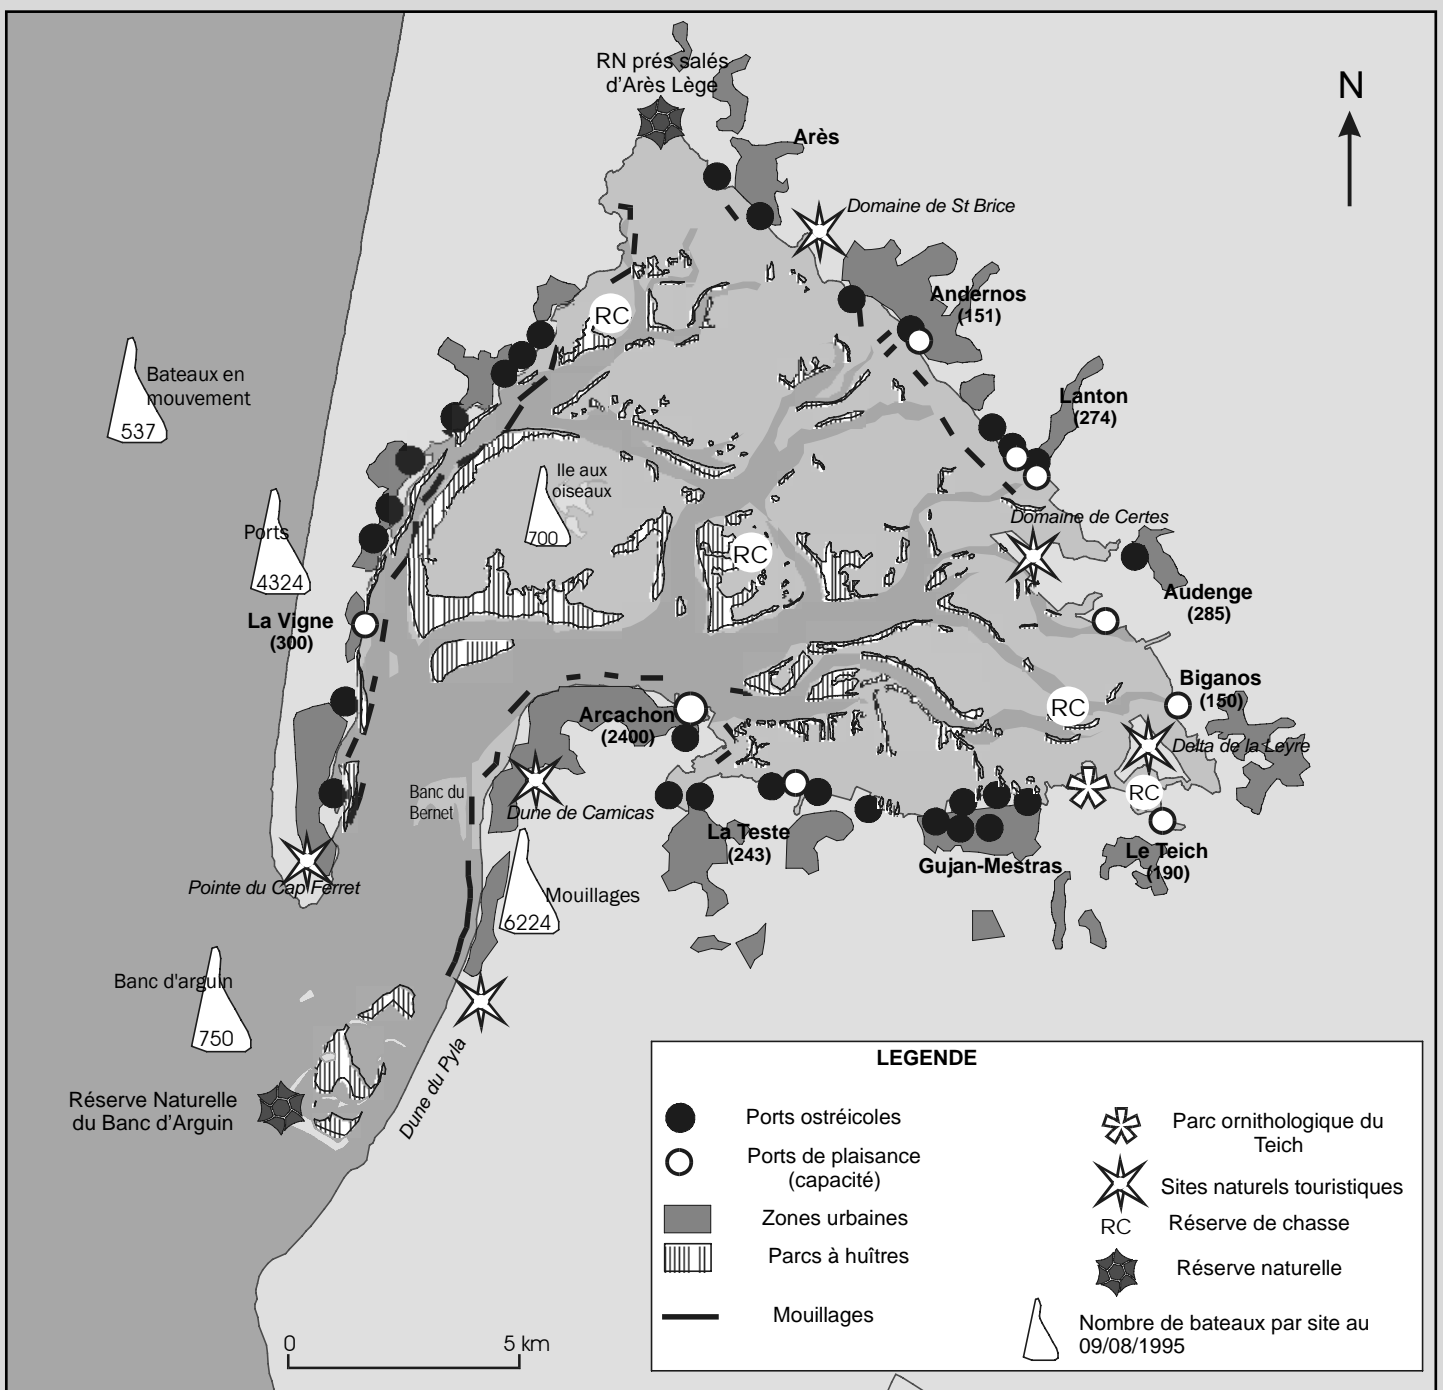 RN prés salés
d'Arès Lège
N
Arès
Domaine de St Brice
Andernos
(151)
RC
Bateaux en
mouvement
537
Lanton
(274)
Ile aux
oiseaux
700
Domaine de Certes
Ports
4324
RC
Audenge
(285)
La Vigne
(300)
Biganos
(150)
RC
Arcachon
(2400)
Delta de la Leyre
Banc du
Bernet
Dune de Camicas
RC
La Teste
(243)
Gujan-Mestras
Le Teich
(190)
Pointe du Cap Ferret
Mouillages
6224
Banc d'arguin
750
Dune du Pyla
Réserve Naturelle
du Banc d'Arguin
LEGENDE
Ports ostréicoles
Ports de plaisance
(capacité)
Zones urbaines
Parcs à huîtres
Mouillages
Parc ornithologique du
Teich
Sites naturels touristiques
RC Réserve de chasse
Réserve naturelle
Nombre de bateaux par site au
09/08/1995
0 5 km